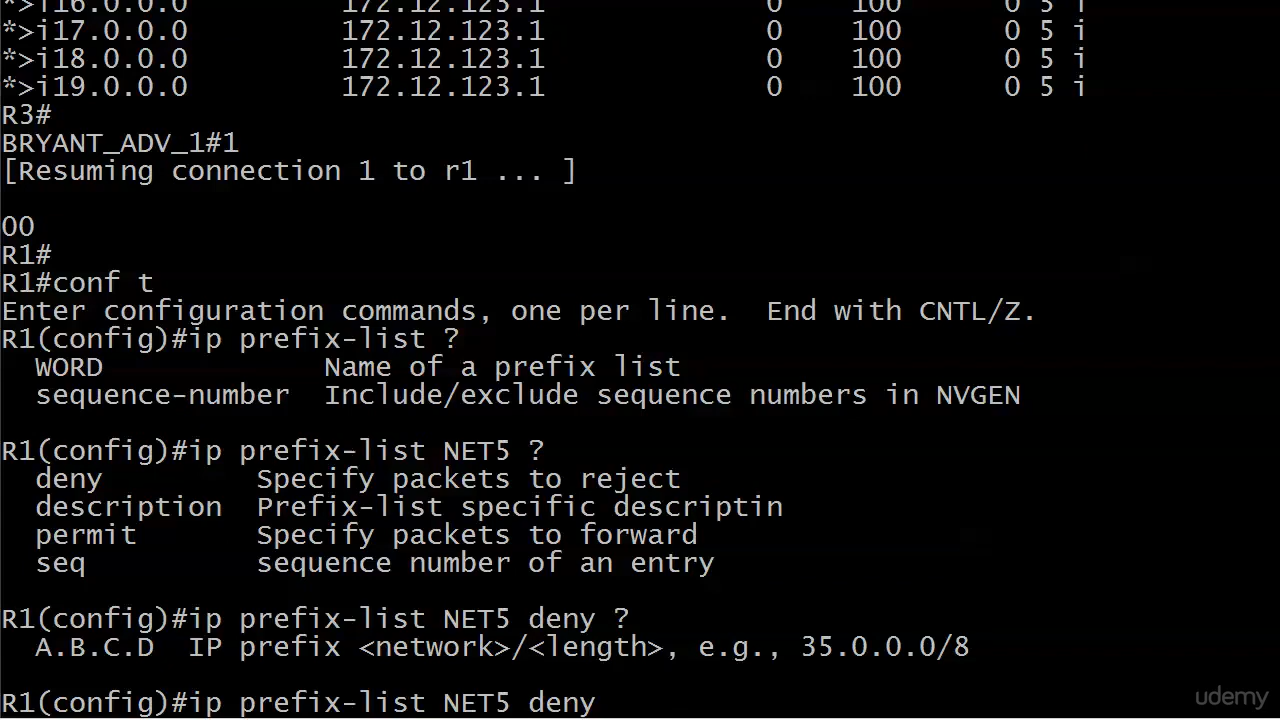 *>i16.0.0.0         172.12.123.1             0    100      0 5 i
*>i17.0.0.0         172.12.123.1             0    100      0 5 i
*>i18.0.0.0         172.12.123.1             0    100      0 5 i
*>i19.0.0.0         172.12.123.1             0    100      0 5 i
R3#
BRYANT_ADV_1#1
[Resuming connection 1 to r1 ... ]
00
R1#
R1#conf t
Enter configuration commands, one per line.  End with CNTL/Z.
R1(config)#ip prefix-list ?
  WORD             Name of a prefix list
  sequence-number  Include/exclude sequence numbers in NVGEN
R1(config)#ip prefix-list NET5 ?
  deny         Specify packets to reject
  description  Prefix-list specific descriptin
  permit       Specify packets to forward
  seq          sequence number of an entry
R1(config)#ip prefix-list NET5 deny ?
  A.B.C.D  IP prefix <network>/<length>, e.g., 35.0.0.0/8
R1(config)#ip prefix-list NET5 deny
udemy